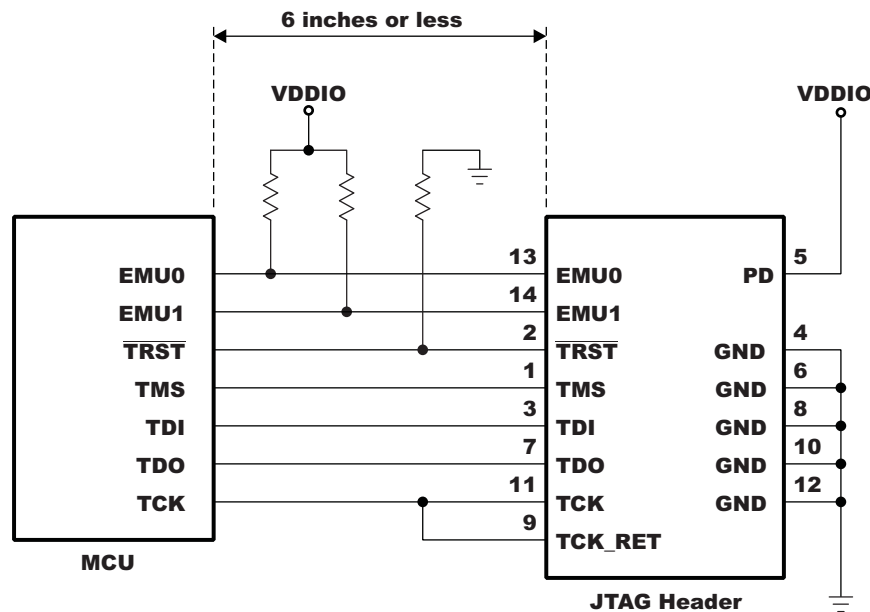 6 inches or less
VDDIO
VDDIO
13
5
EMU0
EMU0
PD
14
EMU1
EMU1
2
4
TRST
TRST
GND
1
6
TMS
TMS
GND
3
8
TDI
TDI
GND
7
10
TDO
TDO
GND
11
12
TCK
TCK
GND
9
TCK_RET
MCU
JTAG Header